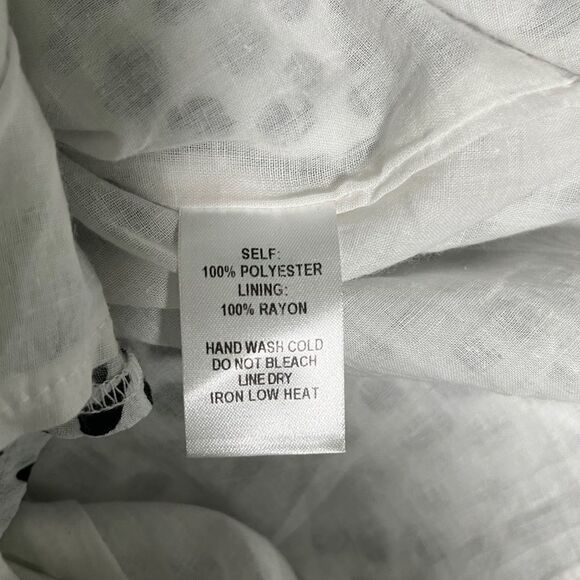 SELF:
100% POLYESTER
LINING:
100% RAYON
HAND WASH COLD
DO NOT BLEACH
LINE DRY
IRON LOW HEAT